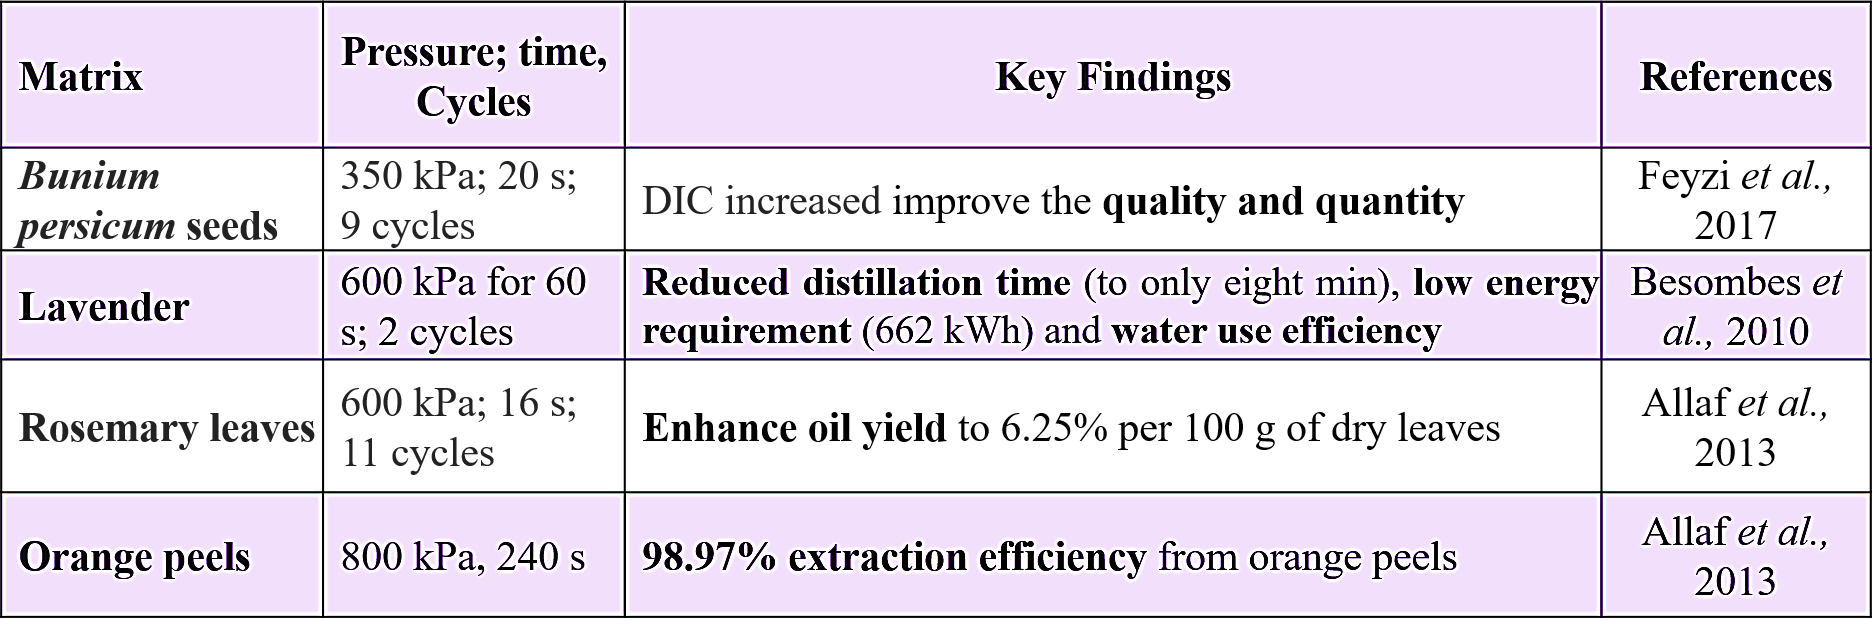 Matrix
Pressure; time,
Cycles
Key Findings
References
Bunium
persicum seeds
350 kPa; 20 s;
9 cycles
DIC increased improve the quality and quantity
Feyzi et al.,
2017
Lavender
600 kPa for 60
s; 2 cycles
Reduced distillation time (to only eight min), low energy
requirement (662 kWh) and water use efficiency
Besombes et
al., 2010
Rosemary leaves
600 kPa; 16 s;
11 cycles
Enhance oil yield to 6.25% per 100 g of dry leaves
Allaf et al.,
2013
Orange peels
800 kPa, 240 s
98.97% extraction efficiency from orange peels
Allaf et al.,
2013